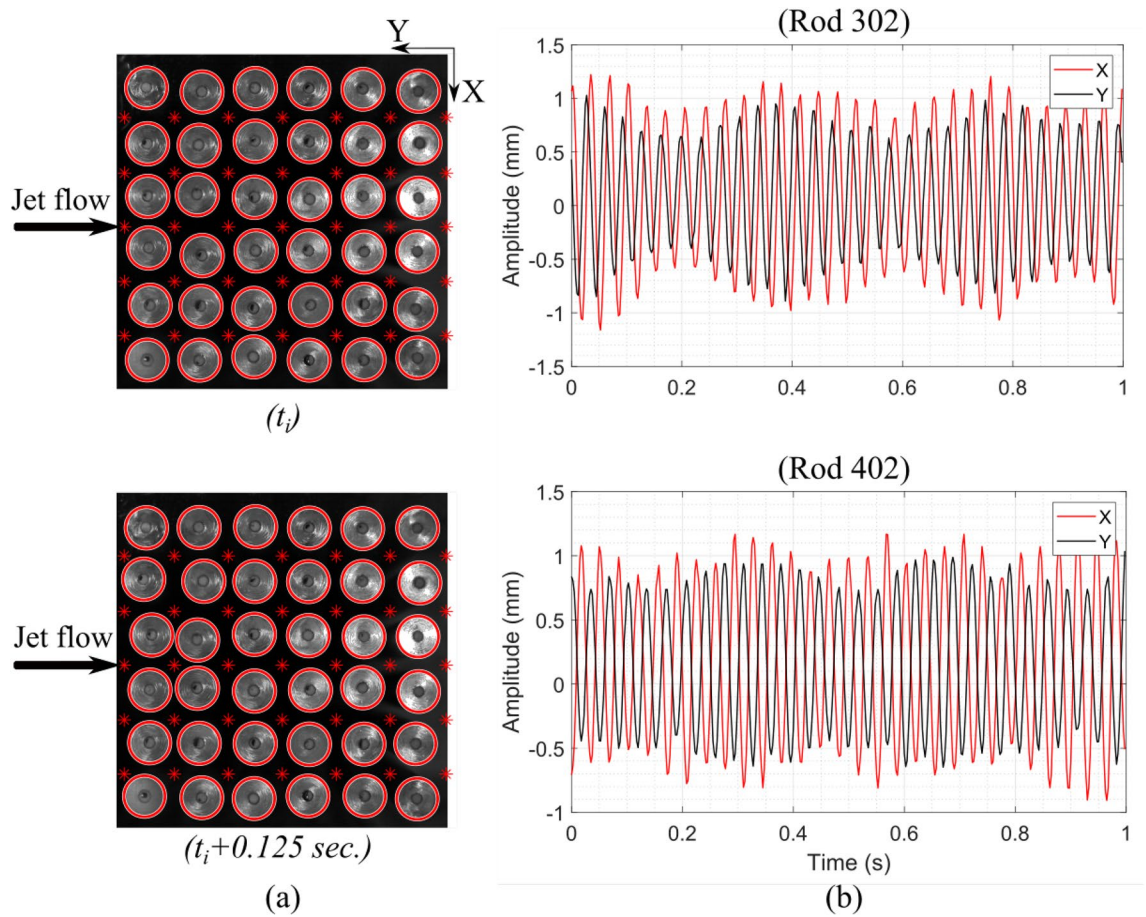 Y
X
Jet flow
(tᵢ)
Jet flow
(tᵢ+0.125 sec.)
(a)
(Rod 302)
X
Y
1.5
1
0.5
0
-0.5
-1
-1.5
Amplitude (mm)
0 0.2 0.4 0.6 0.8 1
(Rod 402)
X
Y
1.5
1
0.5
0
-0.5
-1
Amplitude (mm)
0 0.2 0.4 0.6 0.8 1
Time (s)
(b)